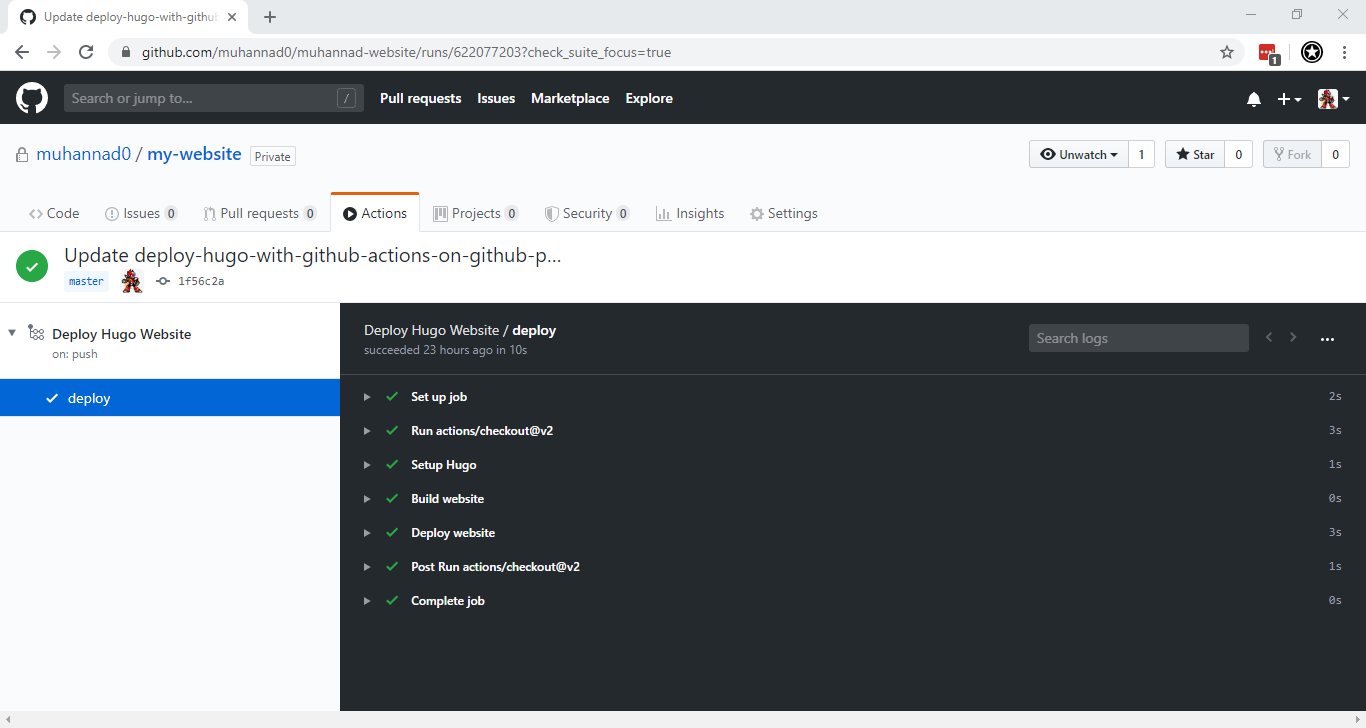 Update deploy-hugo-with-githu
github.com/muhannad0/muhannad-website/runs/622077203?check_suite_focus=true
1
Search or jump to... /
Pull requests Issues Marketplace Explore
muhannad0 / my-website Private
Unwatch 1 Star 0 Fork 0
Code Issues 0 Pull requests 0 Actions Projects 0 Security 0 Insights Settings
Update deploy-hugo-with-github-actions-on-github-p...
master 1f56c2a
Deploy Hugo Website
on: push
deploy
Deploy Hugo Website / deploy
succeeded 23 hours ago in 10s
Search logs
Set up job 2s
Run actions/checkout@v2 3s
Setup Hugo 1s
Build website 0s
Deploy website 3s
Post Run actions/checkout@v2 1s
Complete job 0s